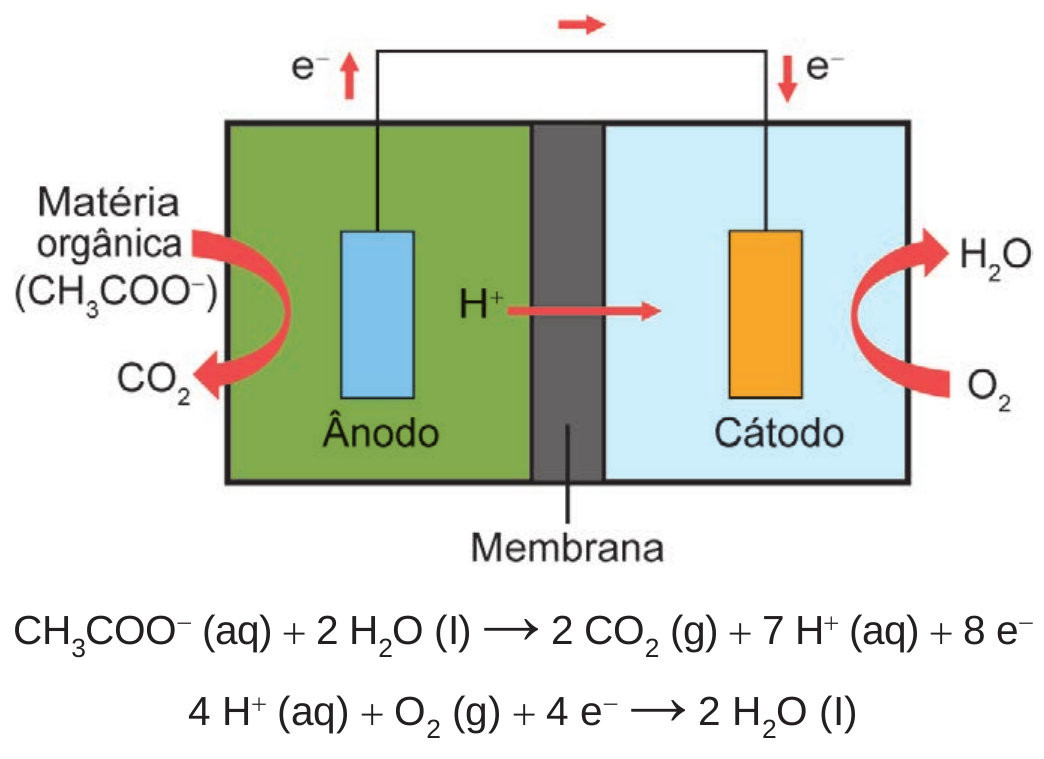 e⁻
e⁻
Matéria
orgânica
(CH₃COO⁻)
H⁺
H₂O
CO₂
O₂
Ânodo
Cátodo
Membrana
CH₃COO⁻ (aq) + 2 H₂O (l) ⟶ 2 CO₂ (g) + 7 H⁺ (aq) + 8 e⁻
4 H⁺ (aq) + O₂ (g) + 4 e⁻ ⟶ 2 H₂O (l)